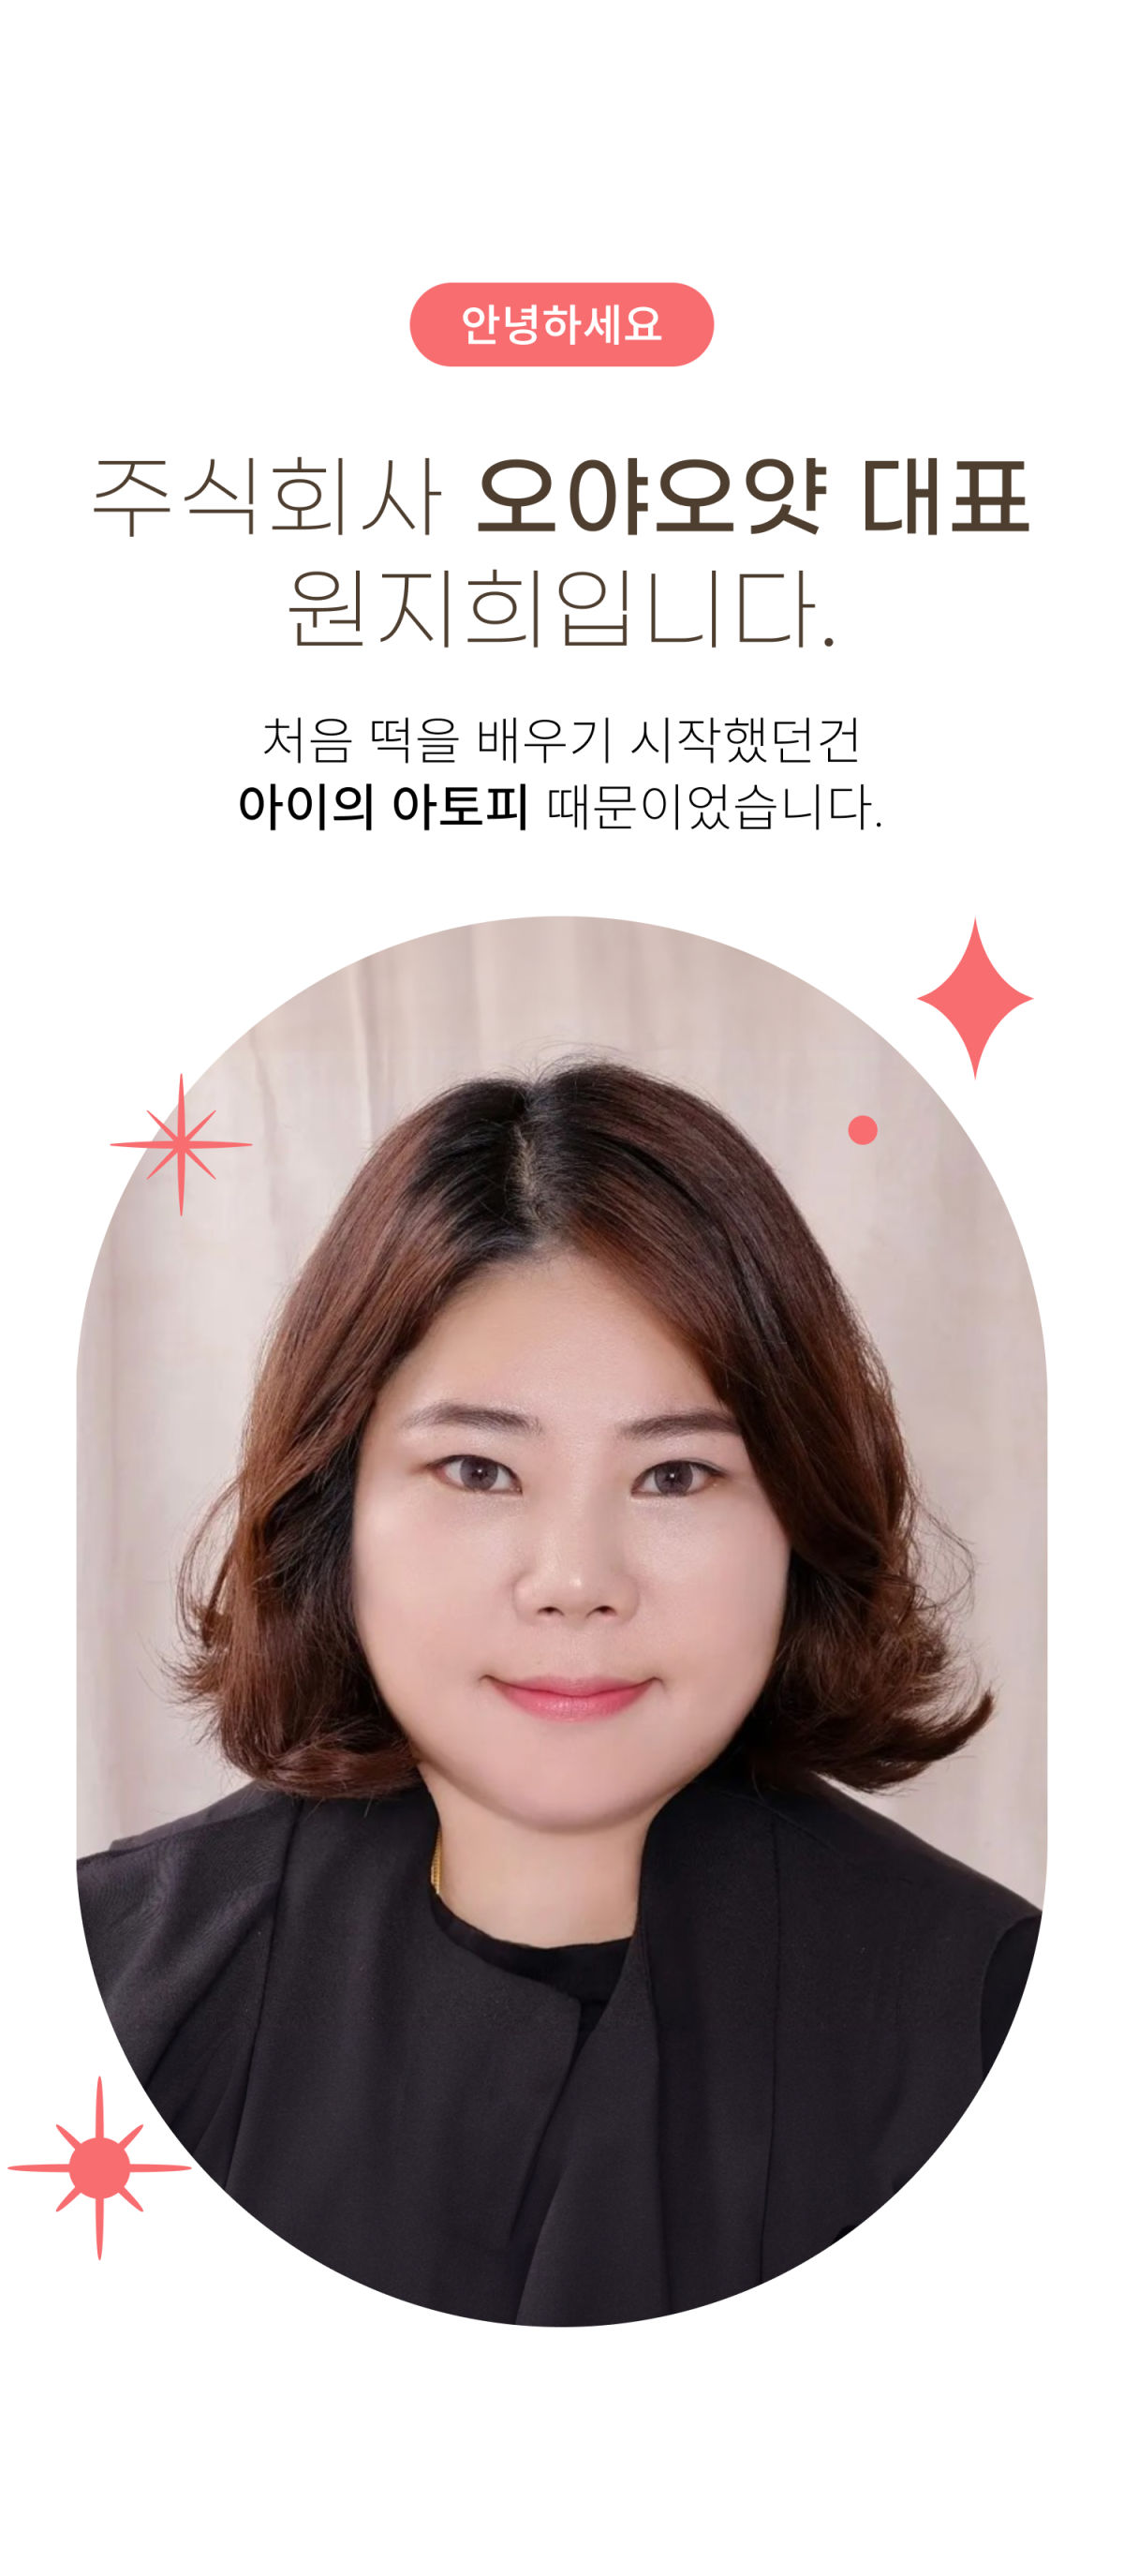 안녕하세요
주식회사 오야오얏 대표
원지희입니다.
처음 떡을 배우기 시작했던건
아이의 아토피 때문이었습니다.